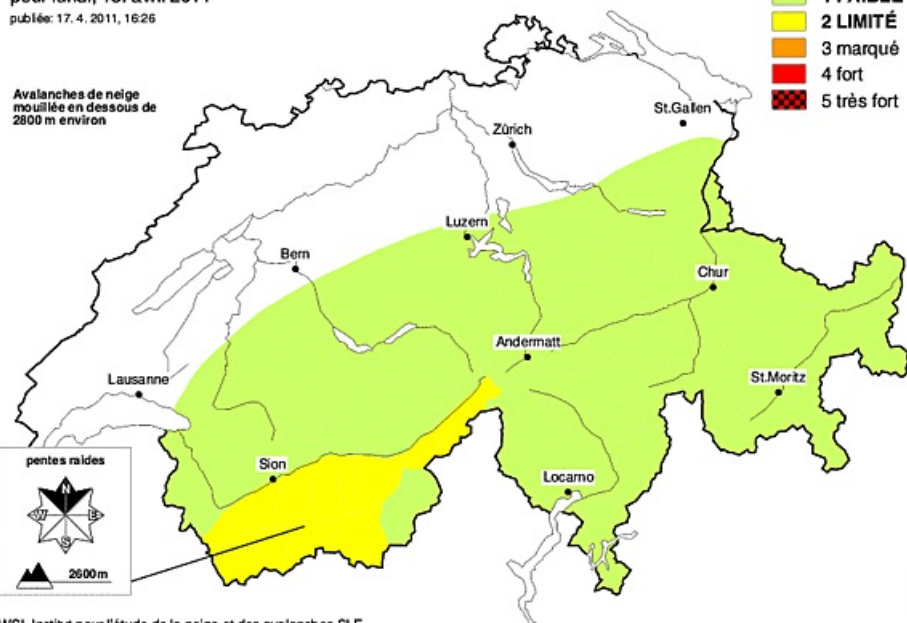 publiée: 17. 4. 2011, 16:26
2 LIMITÉ
3 marqué
4 fort
5 très fort
Avalanches de neige
mouillée en dessous de
2800 m environ
St.Gallen
Zürich
Luzern
Bern
Chur
Andermatt
Lausanne
St.Moritz
pentes raides
N
W E
S
2600m
Sion
Locarno